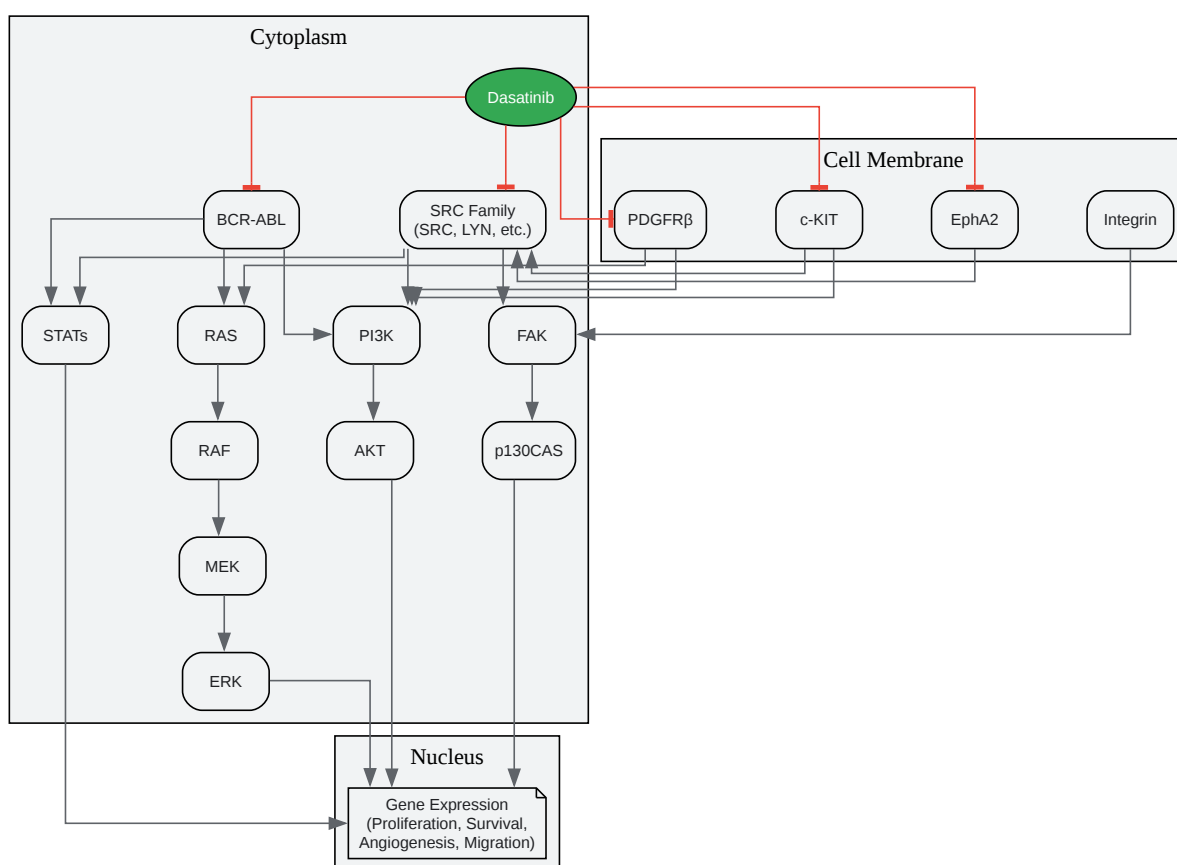 Cytoplasm
Dasatinib
Cell Membrane
BCR-ABL
SRC Family
(SRC, LYN, etc.)
PDGFRβ
c-KIT
EphA2
Integrin
STATs
RAS
PI3K
FAK
RAF
AKT
p130CAS
MEK
ERK
Nucleus
Gene Expression
(Proliferation, Survival,
Angiogenesis, Migration)